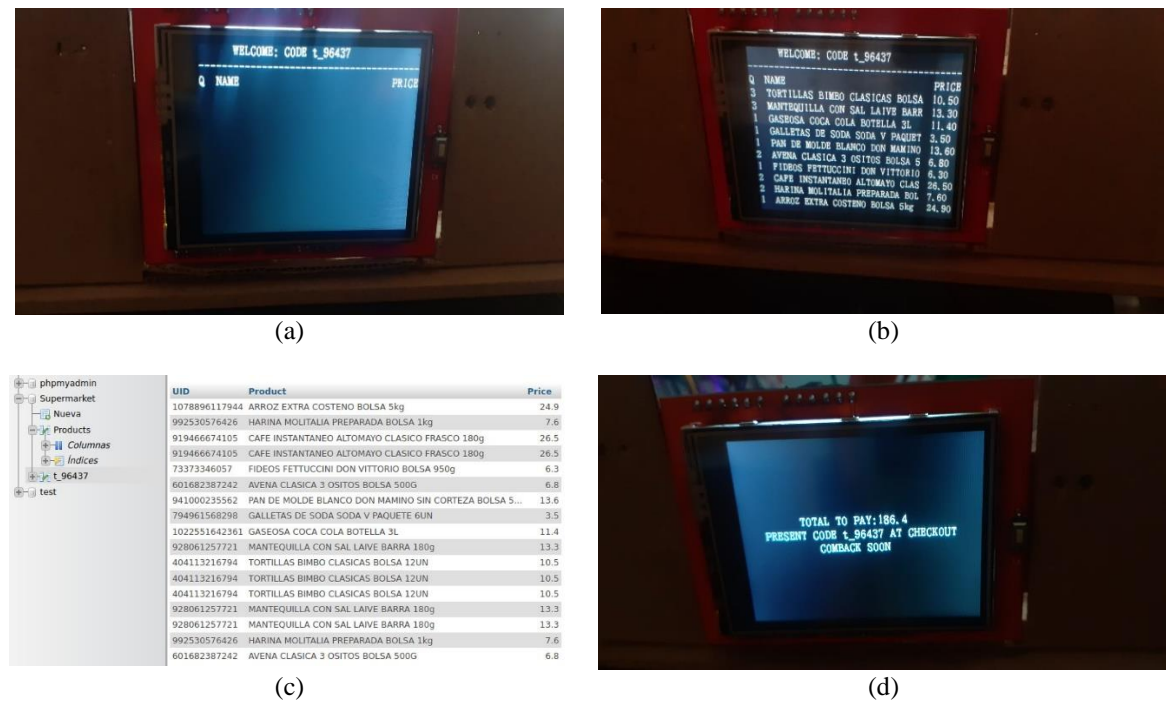 WELCOME: CODE t_96437
Q NAME PRICE
(a)
WELCOME: CODE t_96437
Q NAME PRICE
3 TORTILLAS BIMBO CLASICAS BOLSA 10.50
3 MANTEQUILLA CON SAL LAIVE BARR 13.30
1 GASEOSA COCA COLA BOTELLA 3L 11.40
1 GALLETAS DE SODA SODA V PAQUET 3.50
1 PAN DE MOLDE BLANCO DON MAMINO 13.60
2 AVENA CLASICA 3 OSITOS BOLSA 5 6.80
1 FIDEOS FETTUCCINI DON VITTORIO 6.30
2 CAFE INSTANTANEO ALTOMAYO CLAS 26.50
2 HARINA MOLITALIA PREPARADA BOL 7.60
1 ARROZ EXTRA COSTENO BOLSA 5kg 24.90
(b)
phpmyadmin
Supermarket
Nueva
Products
Columnas
Índices
t_96437
test
UID Product Price
1078896117944 ARROZ EXTRA COSTENO BOLSA 5kg 24.9
992530576426 HARINA MOLITALIA PREPARADA BOLSA 1kg 7.6
919466674105 CAFE INSTANTANEO ALTOMAYO CLASICO FRASCO 180g 26.5
919466674105 CAFE INSTANTANEO ALTOMAYO CLASICO FRASCO 180g 26.5
73373346057 FIDEOS FETTUCCINI DON VITTORIO BOLSA 950g 6.3
601682387242 AVENA CLASICA 3 OSITOS BOLSA 500G 6.8
941000235562 PAN DE MOLDE BLANCO DON MAMINO SIN CORTEZA BOLSA 5... 13.6
794961568298 GALLETAS DE SODA SODA V PAQUETE 6UN 3.5
1022551642361 GASEOSA COCA COLA BOTELLA 3L 11.4
928061257721 MANTEQUILLA CON SAL LAIVE BARRA 180g 13.3
404113216794 TORTILLAS BIMBO CLASICAS BOLSA 12UN 10.5
404113216794 TORTILLAS BIMBO CLASICAS BOLSA 12UN 10.5
404113216794 TORTILLAS BIMBO CLASICAS BOLSA 12UN 10.5
928061257721 MANTEQUILLA CON SAL LAIVE BARRA 180g 13.3
928061257721 MANTEQUILLA CON SAL LAIVE BARRA 180g 13.3
992530576426 HARINA MOLITALIA PREPARADA BOLSA 1kg 7.6
601682387242 AVENA CLASICA 3 OSITOS BOLSA 500G 6.8
(c)
TOTAL TO PAY:186.4
PRESENT CODE t_96437 AT CHECKOUT
COMBACK SOON
(d)